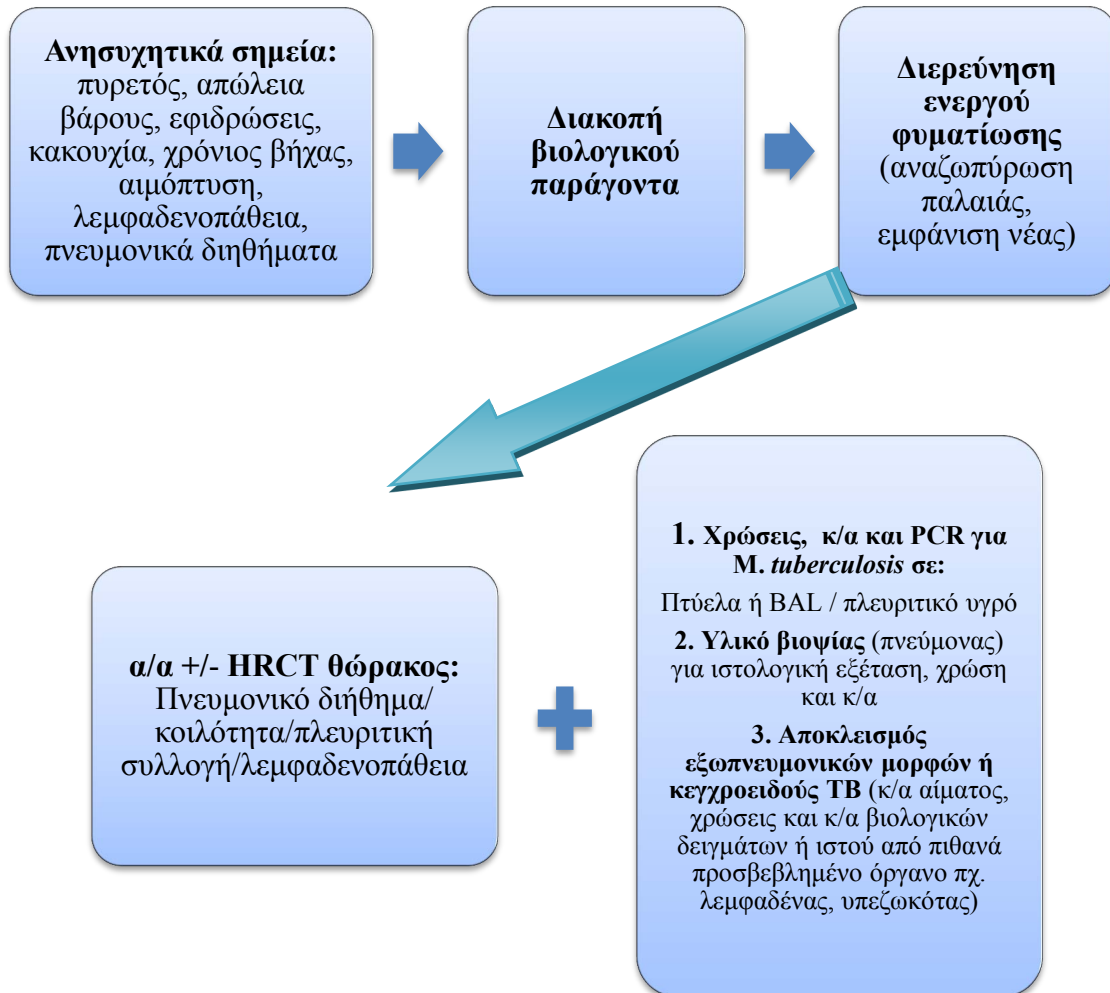 Ανησυχητικά σημεία:
πυρετός, απώλεια
βάρους, εφιδρώσεις,
κακουχία, χρόνιος βήχας,
αιμόπτυση,
λεμφαδενοπάθεια,
πνευμονικά διηθήματα
Διακοπή
βιολογικού
παράγοντα
Διερεύνηση
ενεργού
φυματίωσης
(αναζωπύρωση
παλαιάς,
εμφάνιση νέας)
α/α +/- HRCT θώρακος:
Πνευμονικό διήθημα/
κοιλότητα/πλευριτική
συλλογή/λεμφαδενοπάθεια
1. Χρώσεις, κ/α και PCR για
M. tuberculosis σε:
Πτύελα ή BAL / πλευριτικό υγρό
2. Υλικό βιοψίας (πνεύμονας)
για ιστολογική εξέταση, χρώση
και κ/α
3. Αποκλεισμός
εξωπνευμονικών μορφών ή
κεγχροειδούς TB (κ/α αίματος,
χρώσεις και κ/α βιολογικών
δειγμάτων ή ιστού από πιθανά
προσβεβλημένο όργανο πχ.
λεμφαδένας, υπεζωκότας)